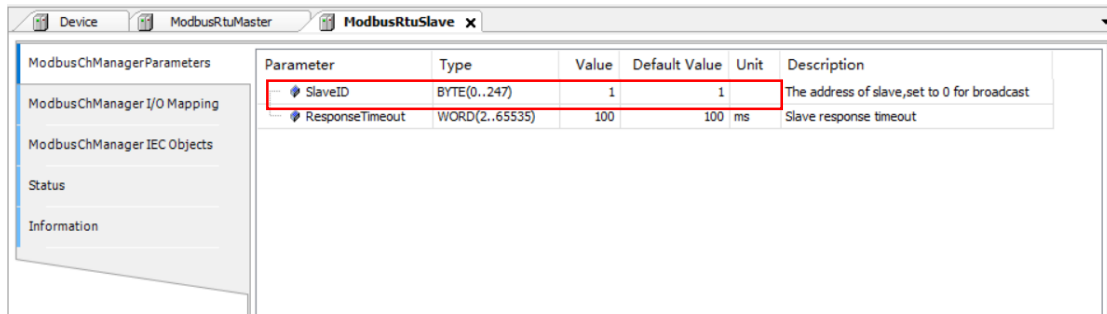 Device ModbusRtuMaster ModbusRtuSlave X
ModbusChManagerParameters
ModbusChManager I/O Mapping
ModbusChManager IEC Objects
Status
Information
Parameter Type Value Default Value Unit Description
SlaveID BYTE(0..247) 1 1 The address of slave,set to 0 for broadcast
ResponseTimeout WORD(2..65535) 100 100 ms Slave response timeout